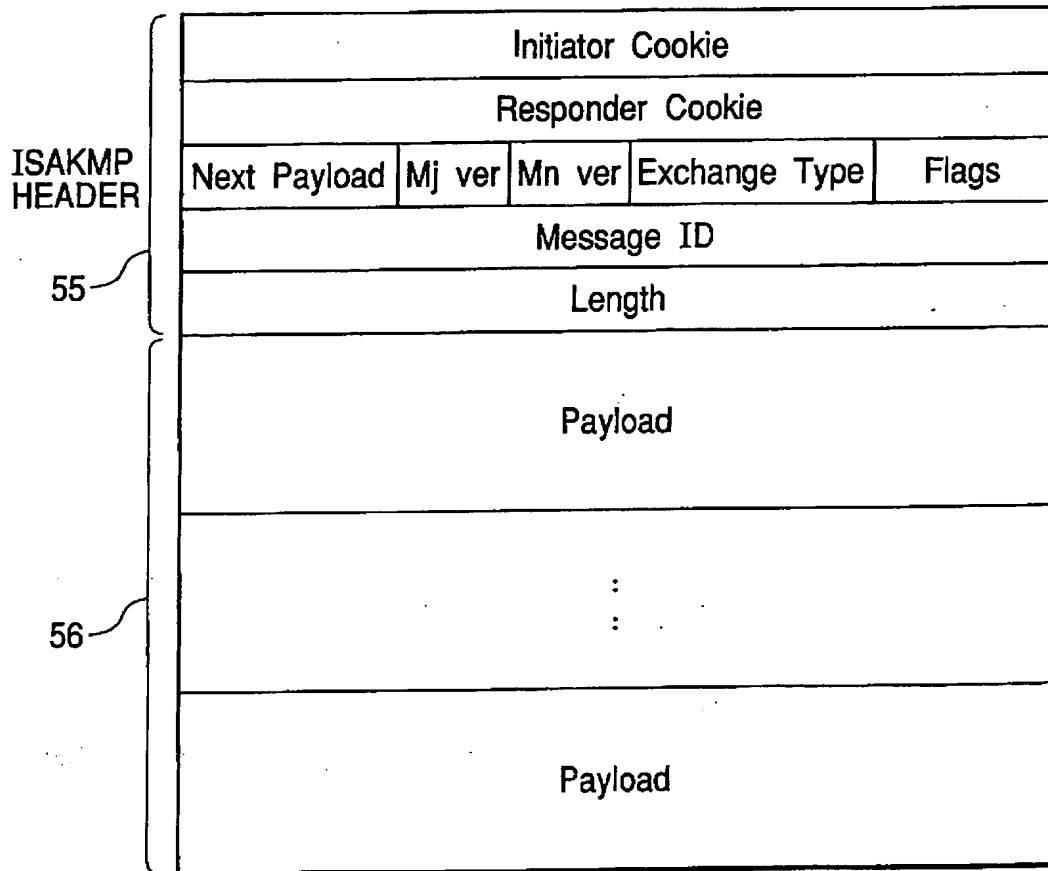 Initiator Cookie
Responder Cookie
ISAKMP
HEADER
Next Payload Mj ver Mn ver Exchange Type Flags
Message ID
55
Length
Payload
:
:
56
Payload